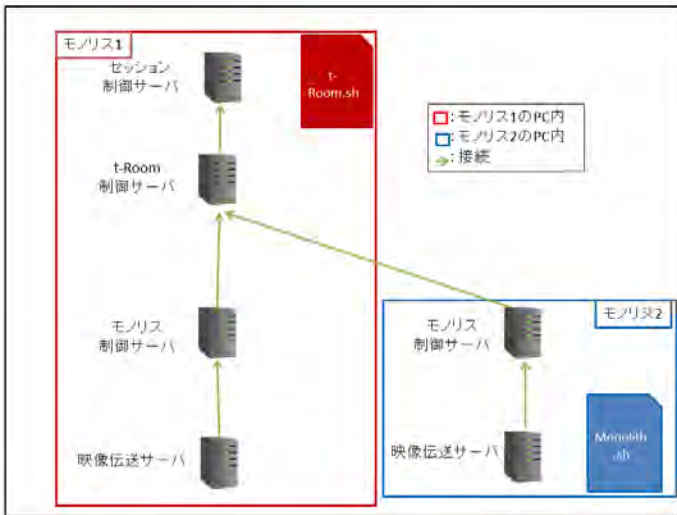 モノリス1
セッション
制御サーバ
t-
Room.sh
□:モノリス1のPC内
□:モノリス2のPC内
→:接続
t-Room
制御サーバ
モノリス2
モノリス
制御サーバ
モノリス
制御サーバ
映像伝送サーバ
映像伝送サーバ
Monolith
.sh